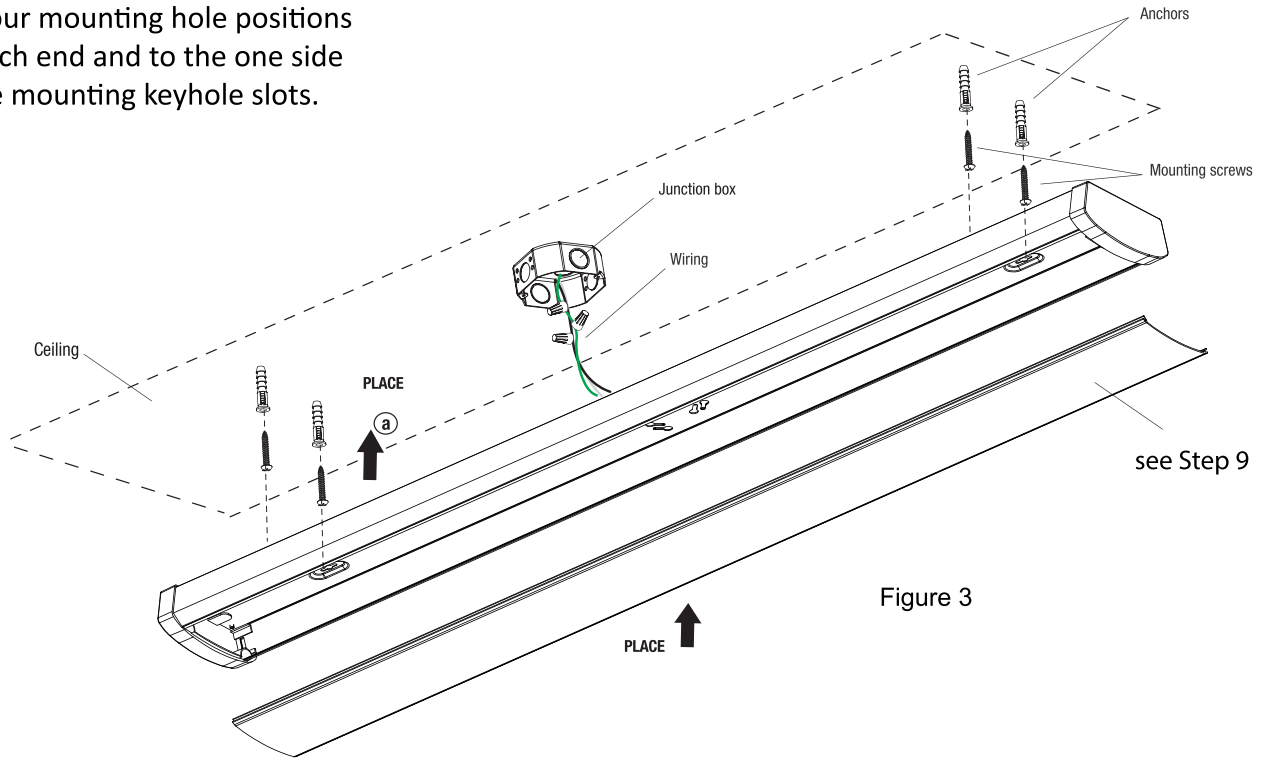 our mounting hole positions
ch end and to the one side
e mounting keyhole slots.
Anchors
Mounting screws
Junction box
Wiring
Ceiling
PLACE
a
see Step 9
Figure 3
PLACE